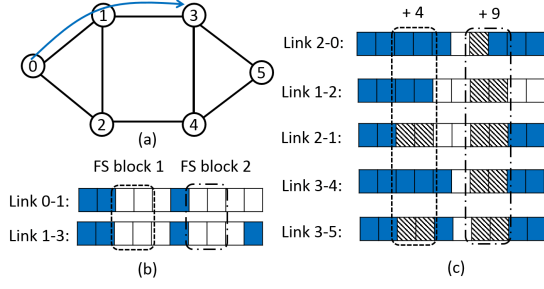 0
1
3
5
2
4
(a)
FS block 1
FS block 2
Link 0-1:
Link 1-3:
(b)
+ 4
+ 9
Link 2-0:
Link 1-2:
Link 2-1:
Link 3-4:
Link 3-5:
(c)